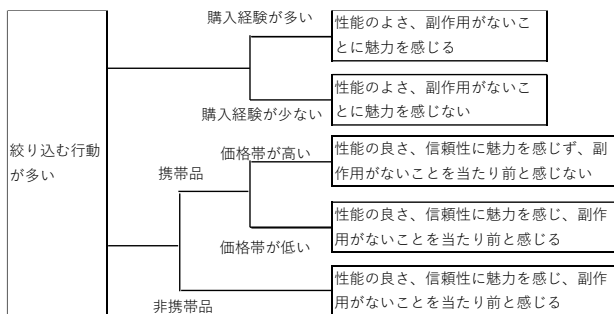 購入経験が多い
性能のよさ、副作用がないこ
とに魅力を感じる
性能のよさ、副作用がないこ
とに魅力を感じない
購入経験が少ない
絞り込む行動
が多い
携帯品
価格帯が高い
性能の良さ、信頼性に魅力を感じず、副
作用がないことを当たり前と感じない
性能の良さ、信頼性に魅力を感じ、副作
用がないことを当たり前と感じる
価格帯が低い
性能の良さ、信頼性に魅力を感じ、副作
用がないことを当たり前と感じる
非携帯品